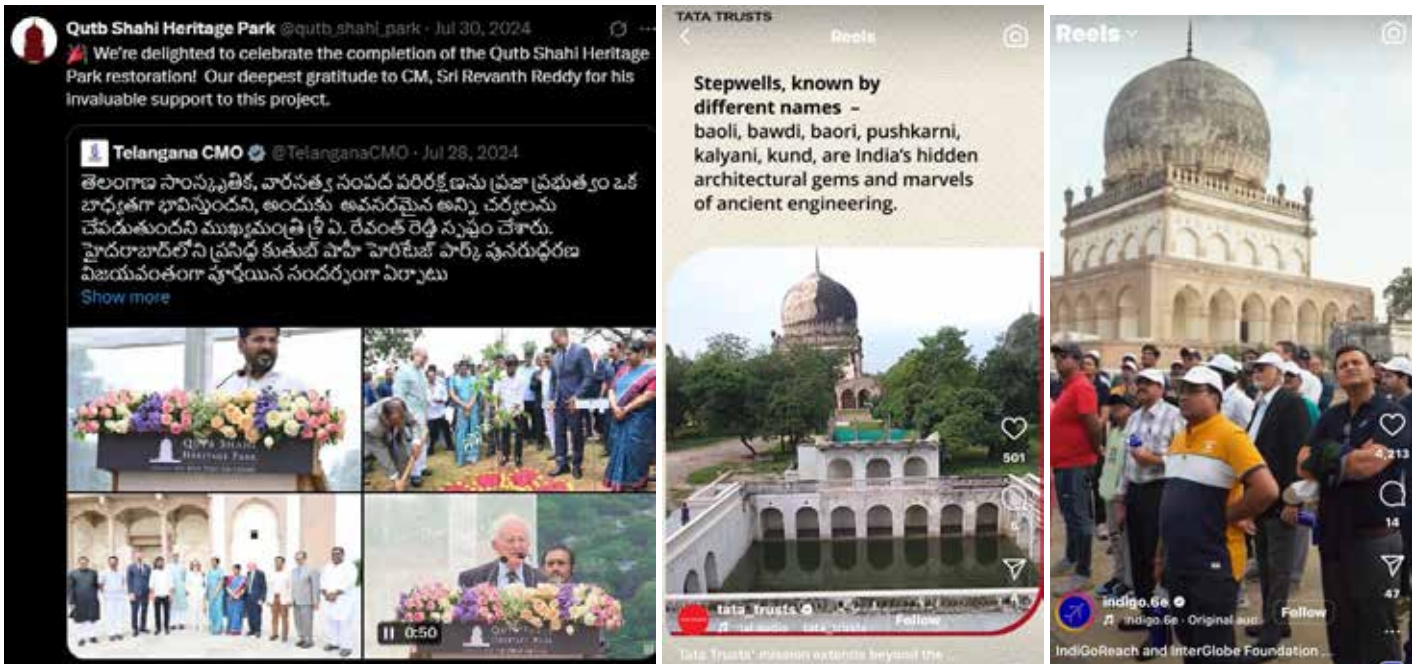 Qutb Shahi Heritage Park @qutb_shahi_park · Jul 30, 2024
🎉 We're delighted to celebrate the completion of the Qutb Shahi Heritage
Park restoration! Our deepest gratitude to CM, Sri Revanth Reddy for his
invaluable support to this project.
Telangana CMO @TelanganaCMO · Jul 28, 2024
తెలంగాణ సాంస్కృతిక, వారసత్వ సంపద పరిరక్షణను ప్రజా ప్రభుత్వం ఒక
బాధ్యతగా భావిస్తుందని, అందుకు అవసరమైన అన్ని చర్యలను
చేపడుతుందని ముఖ్యమంత్రి శ్రీ ఎ. రేవంత్ రెడ్డి స్పష్టం చేశారు.
హైదరాబాద్‌లోని ప్రసిద్ధ కుతుబ్ షాహీ హెరిటేజ్ పార్క్ పునరుద్ధరణ
విజయవంతంగా పూర్తయిన సందర్భంగా ఏర్పాటు
Show more
QUTB SHAHI
HERITAGE PARK
0:50
TATA TRUSTS
Reels
Stepwells, known by
different names –
baoli, bawdi, baori, pushkarni,
kalyani, kund, are India's hidden
architectural gems and marvels
of ancient engineering.
501
tata_trusts
Follow
Tata Trusts' mission extends beyond the ...
Reels
4,213
14
47
indigo.6e
Follow
indigo.6e · Original aud
IndiGoReach and InterGlobe Foundation ...